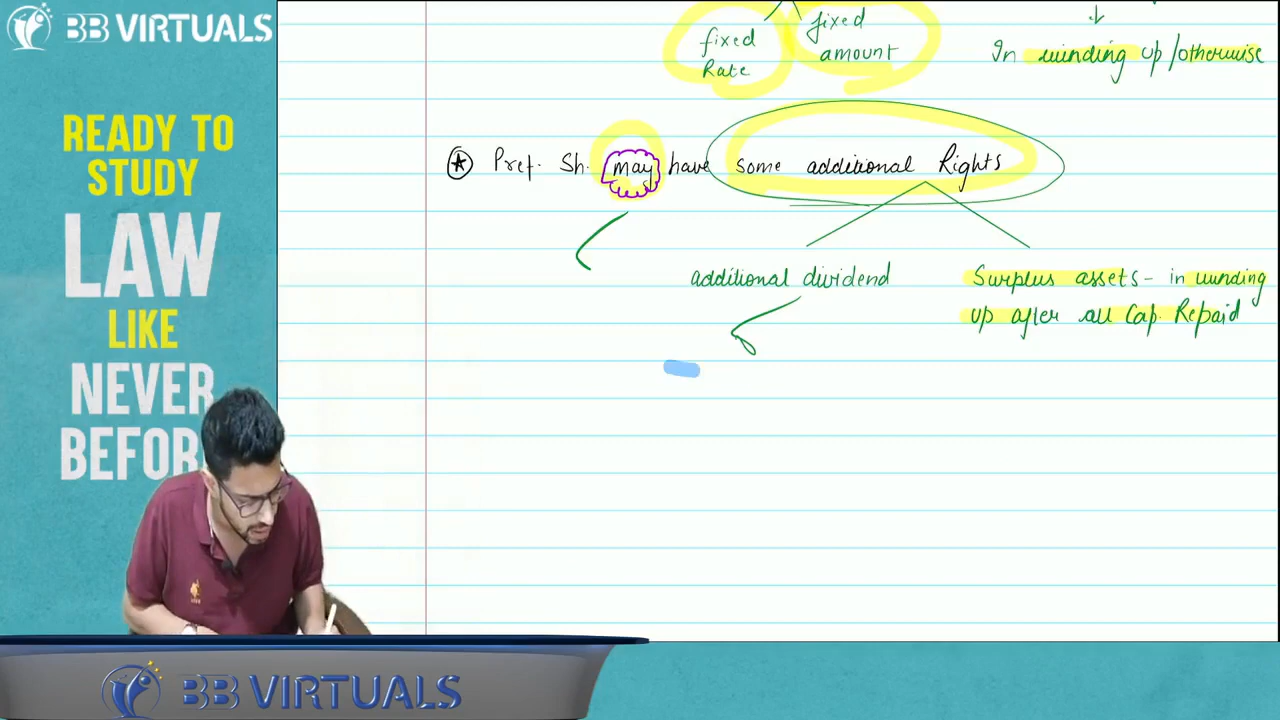 BB VIRTUALS
READY TO
STUDY
LAW
LIKE
NEVER
BEFOR
fixed
Rate
fixed
amount
In winding up/otherwise
Pref. Sh. may have some additional Rights
additional dividend
Surplus assets - in winding
up after all Cap. Repaid
BB VIRTUALS